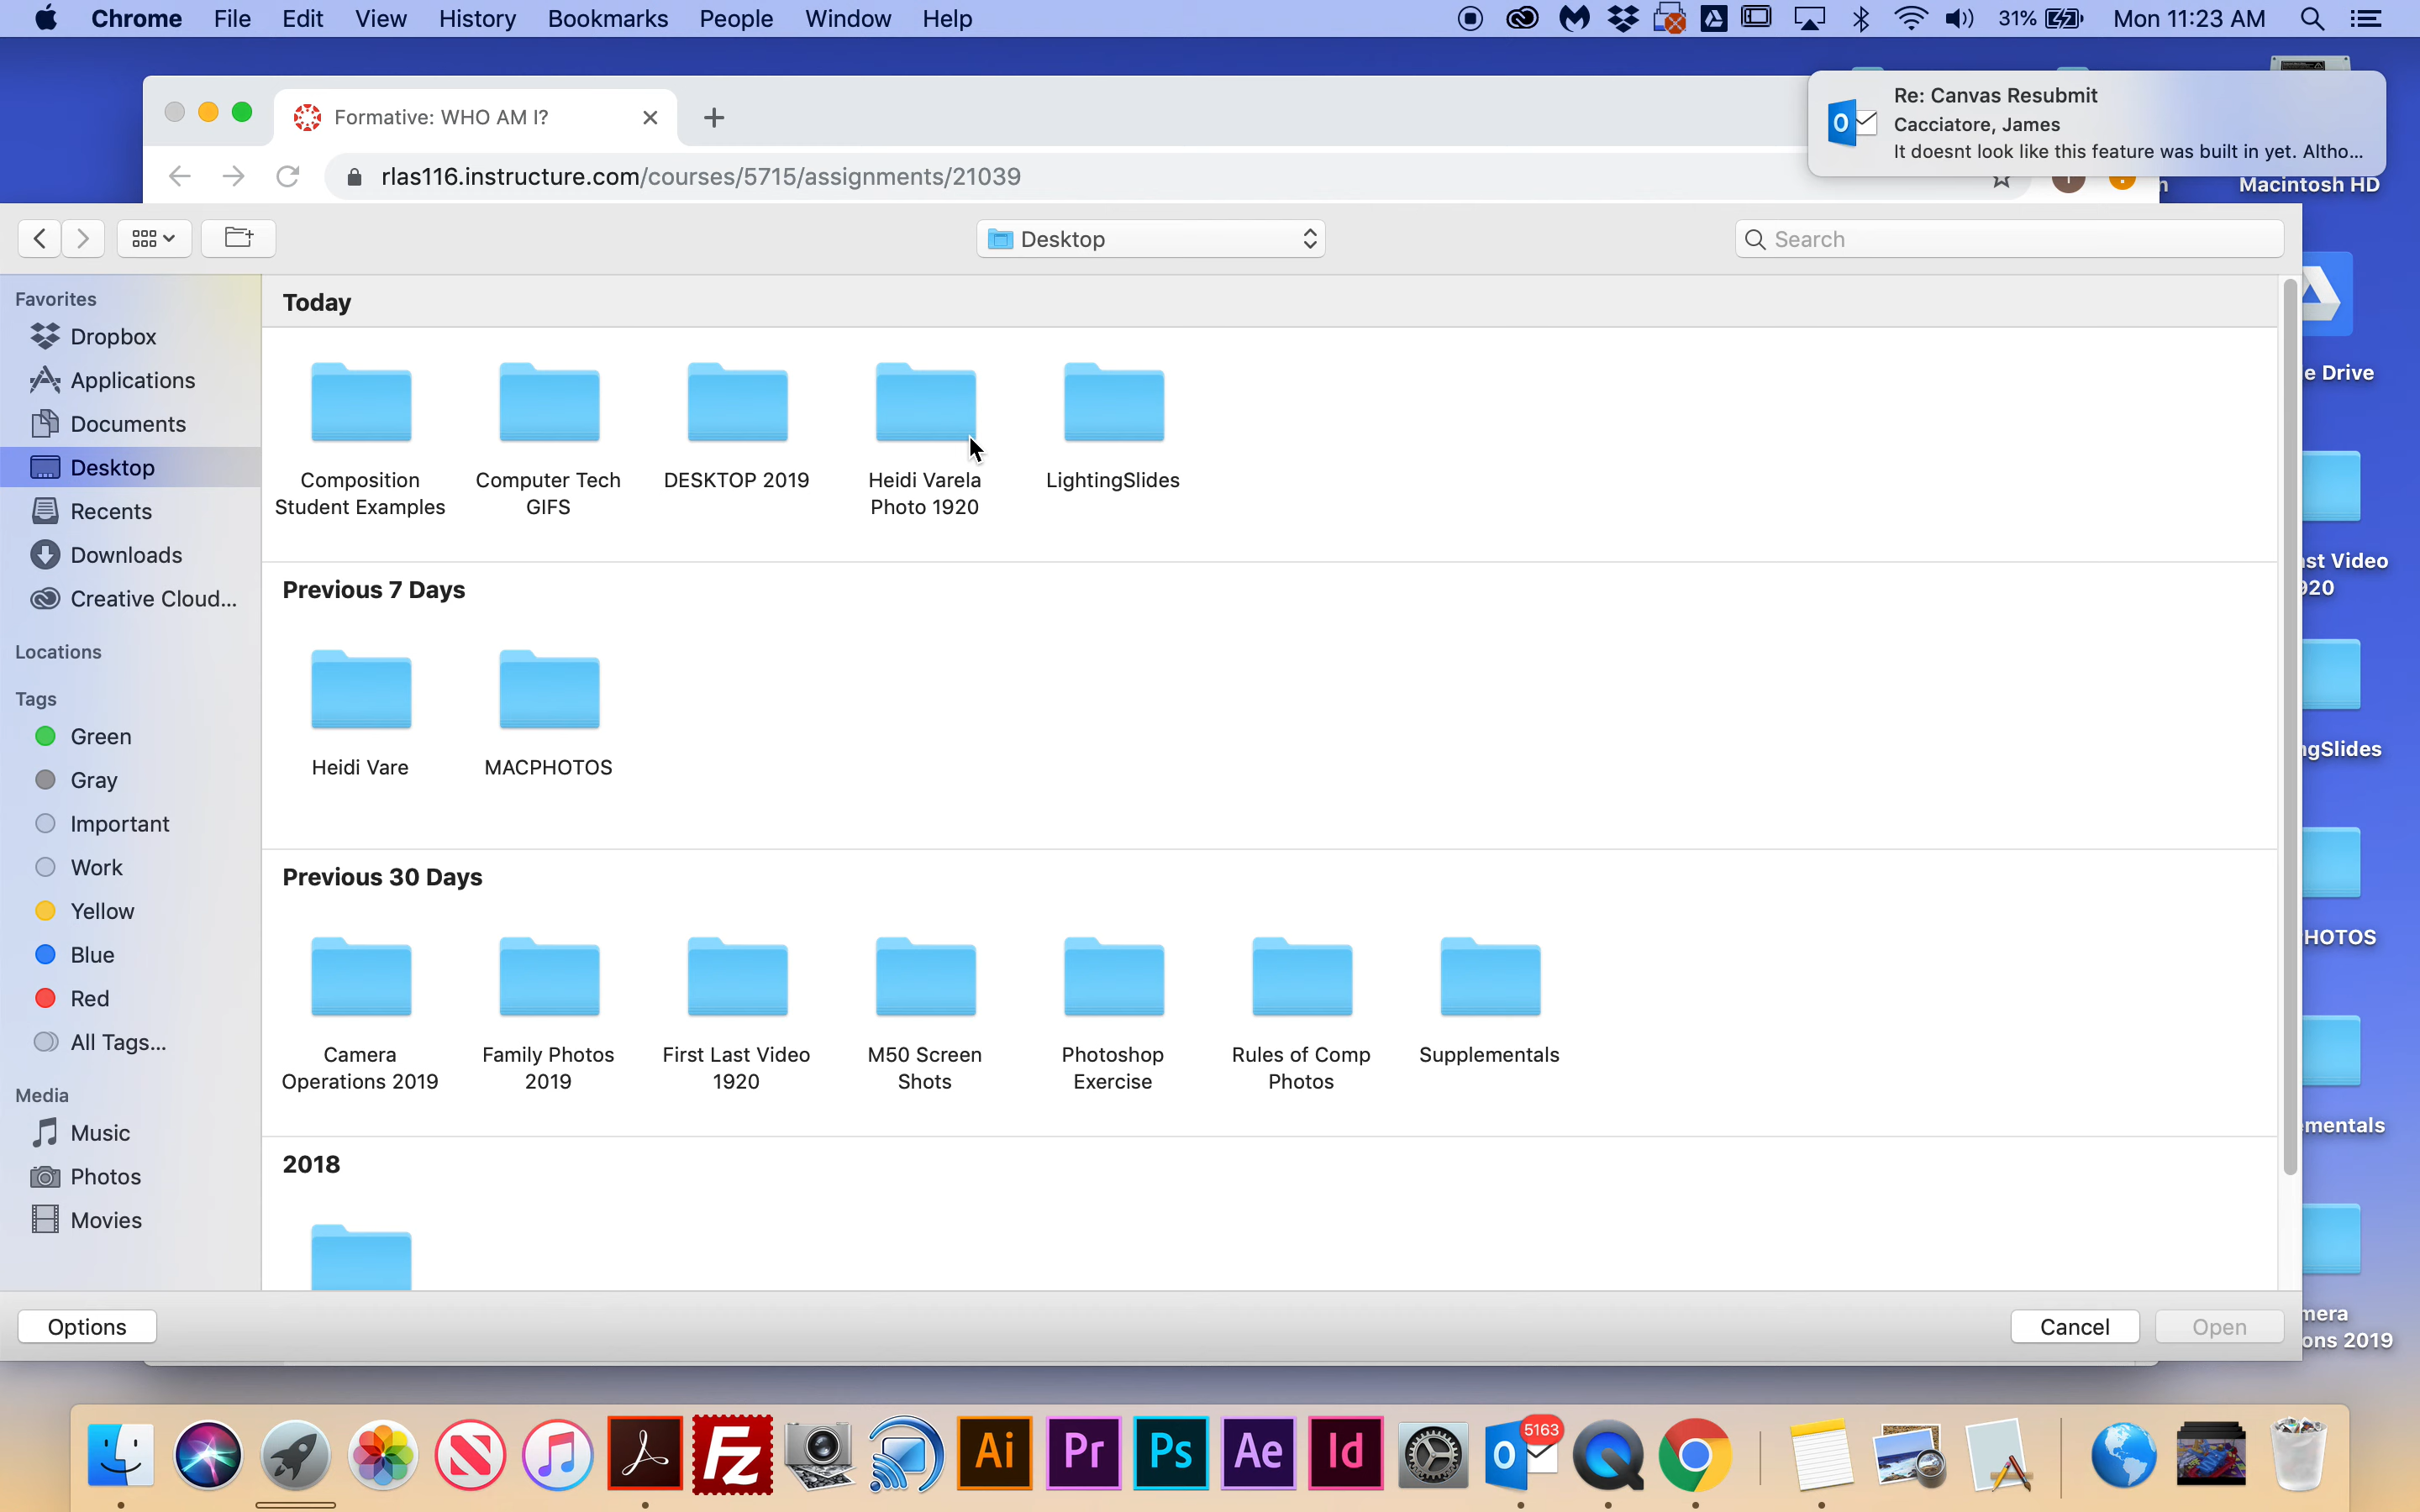 Chrome File Edit View History Bookmarks People Window Help 31% Mon 11:23 AM
Formative: WHO AM I?
rlas116.instructure.com/courses/5715/assignments/21039
Re: Canvas Resubmit
Cacciatore, James
It doesnt look like this feature was built in yet. Altho...
Macintosh HD
Desktop
Search
Favorites
Dropbox
Applications
Documents
Desktop
Recents
Downloads
Creative Cloud...
Locations
Tags
Green
Gray
Important
Work
Yellow
Blue
Red
All Tags...
Media
Music
Photos
Movies
Today
Composition Computer Tech DESKTOP 2019 Heidi Varela LightingSlides
Student Examples GIFS Photo 1920
Previous 7 Days
Heidi Vare MACPHOTOS
Previous 30 Days
Camera Family Photos First Last Video M50 Screen Photoshop Rules of Comp Supplementals
Operations 2019 2019 1920 Shots Exercise Photos
2018
e Drive
ast Video
920
ngSlides
PHOTOS
ementals
mera
ons 2019
Options Cancel Open
Fz Ai Pr Ps Ae Id 5163